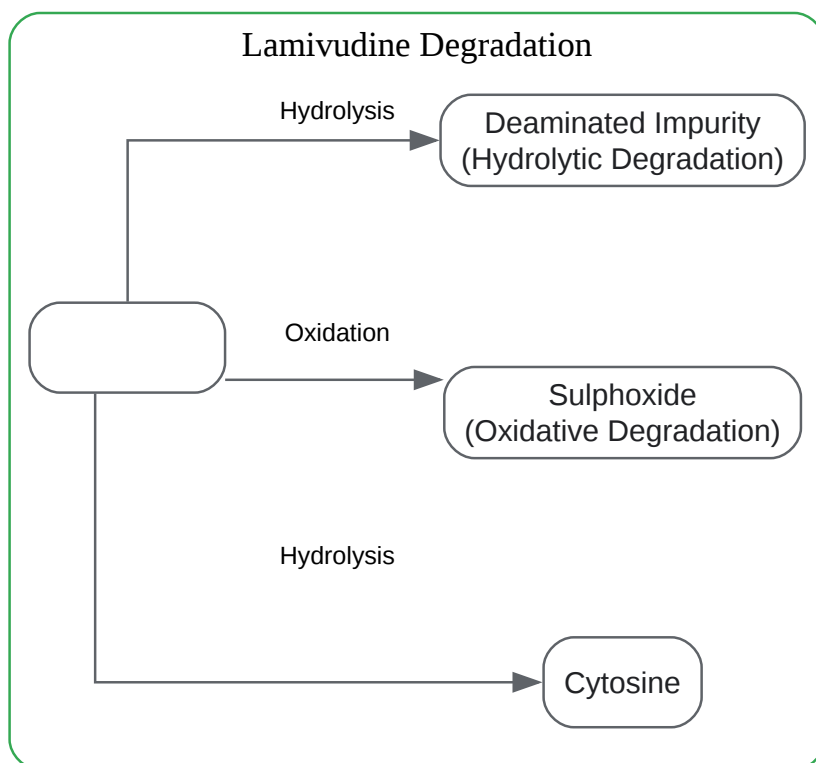 Lamivudine Degradation
Hydrolysis
Deaminated Impurity
(Hydrolytic Degradation)
Oxidation
Sulphoxide
(Oxidative Degradation)
Hydrolysis
Cytosine